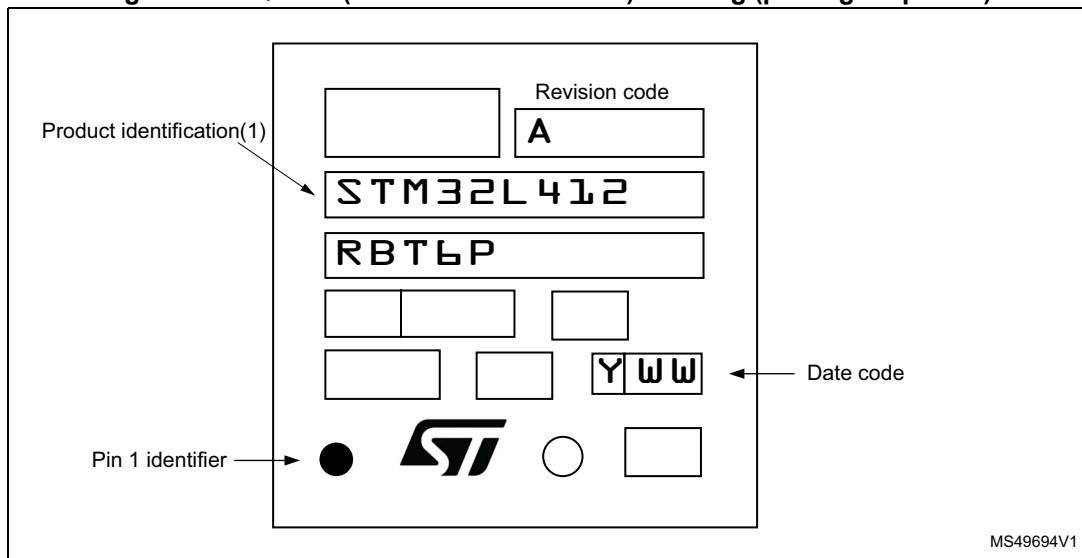 Revision code
A
Product identification(1)
STM32L412
RBT6P
Y WW
Date code
Pin 1 identifier
ST
MS49694V1